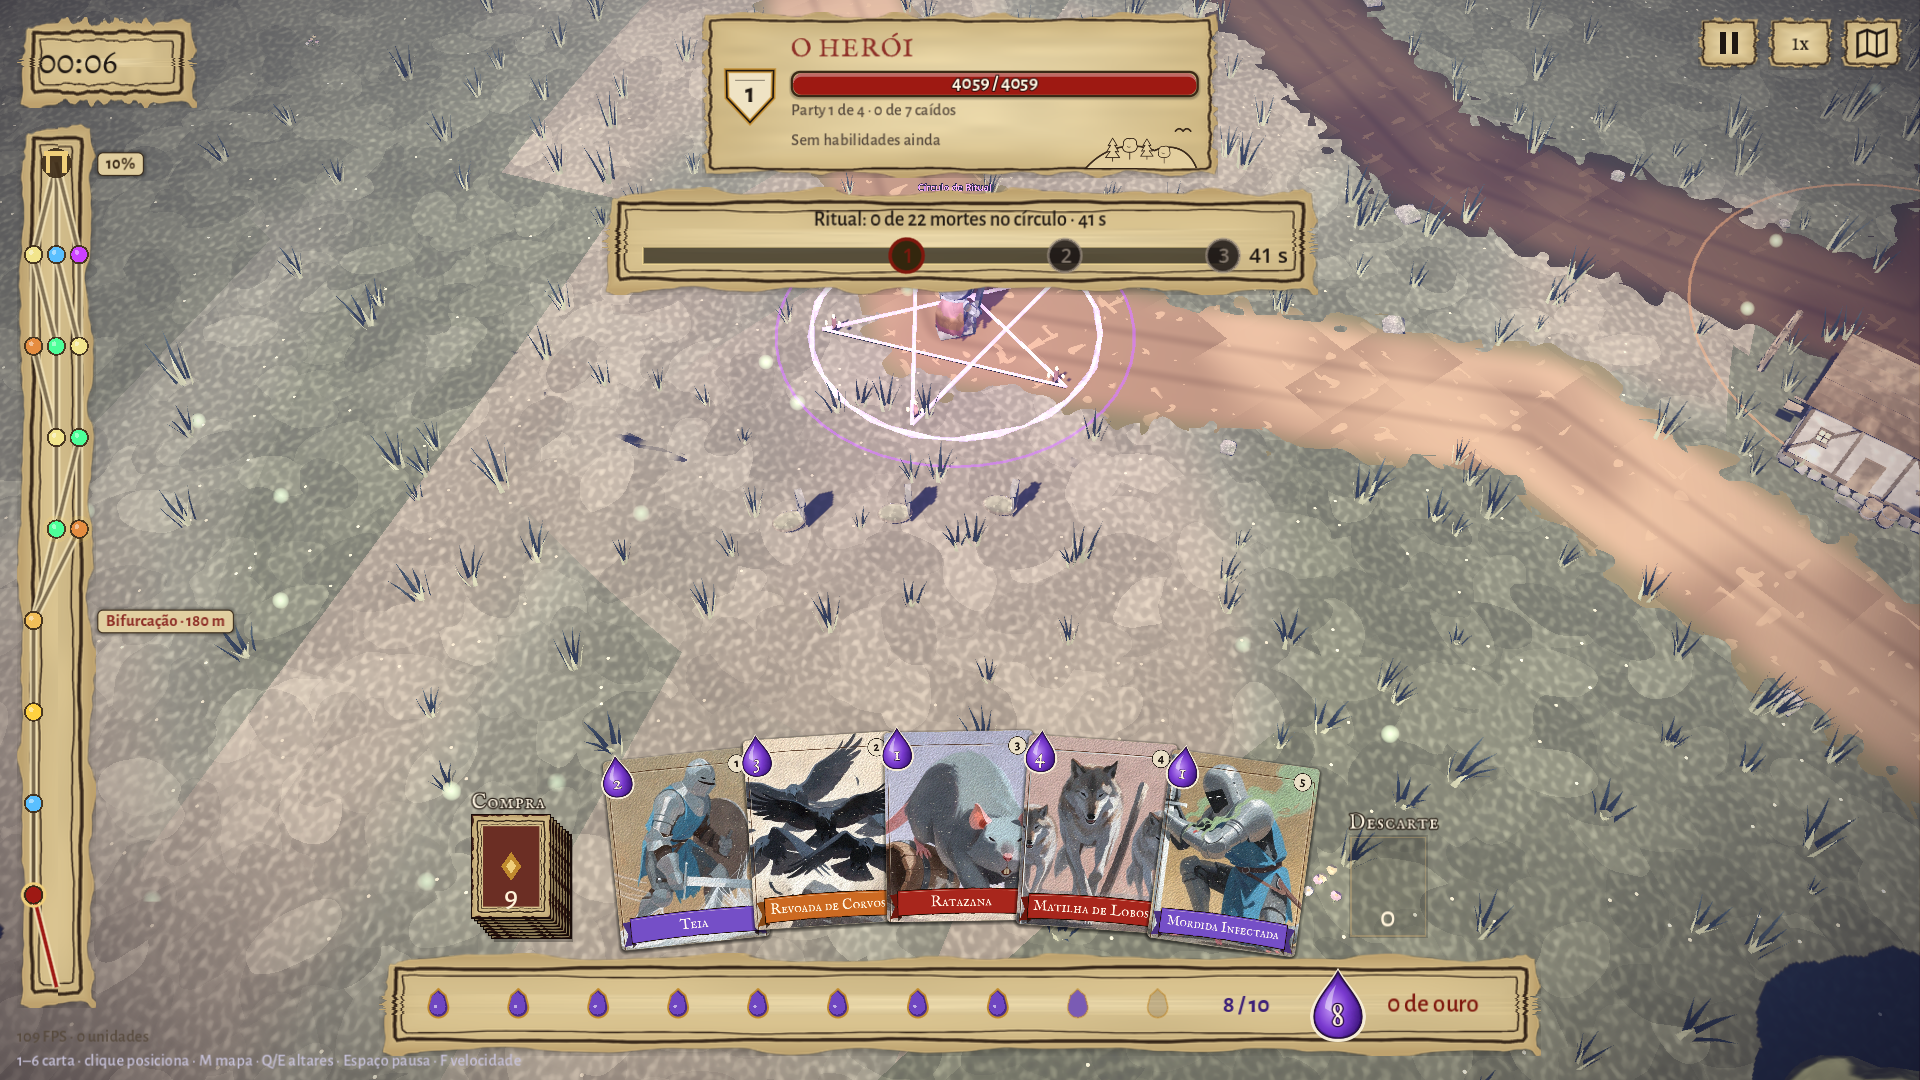 00:06
O HERÓI
1
4059 / 4059
Party 1 de 4 · 0 de 7 caídos
Sem habilidades ainda
1x
10%
Círculo de Ritual
Ritual: 0 de 22 mortes no círculo · 41 s
1
2
3
41 s
Bifurcação · 180 m
Compra
9
2
1
Teia
3
2
Revoada de Corvos
1
3
Ratazana
4
4
Matilha de Lobos
1
5
Mordida Infectada
Descarte
0
8/10
8
0 de ouro
109 FPS · 0 unidades
1–6 carta · clique posiciona · M mapa · Q/E altares · Espaço pausa · F velocidade